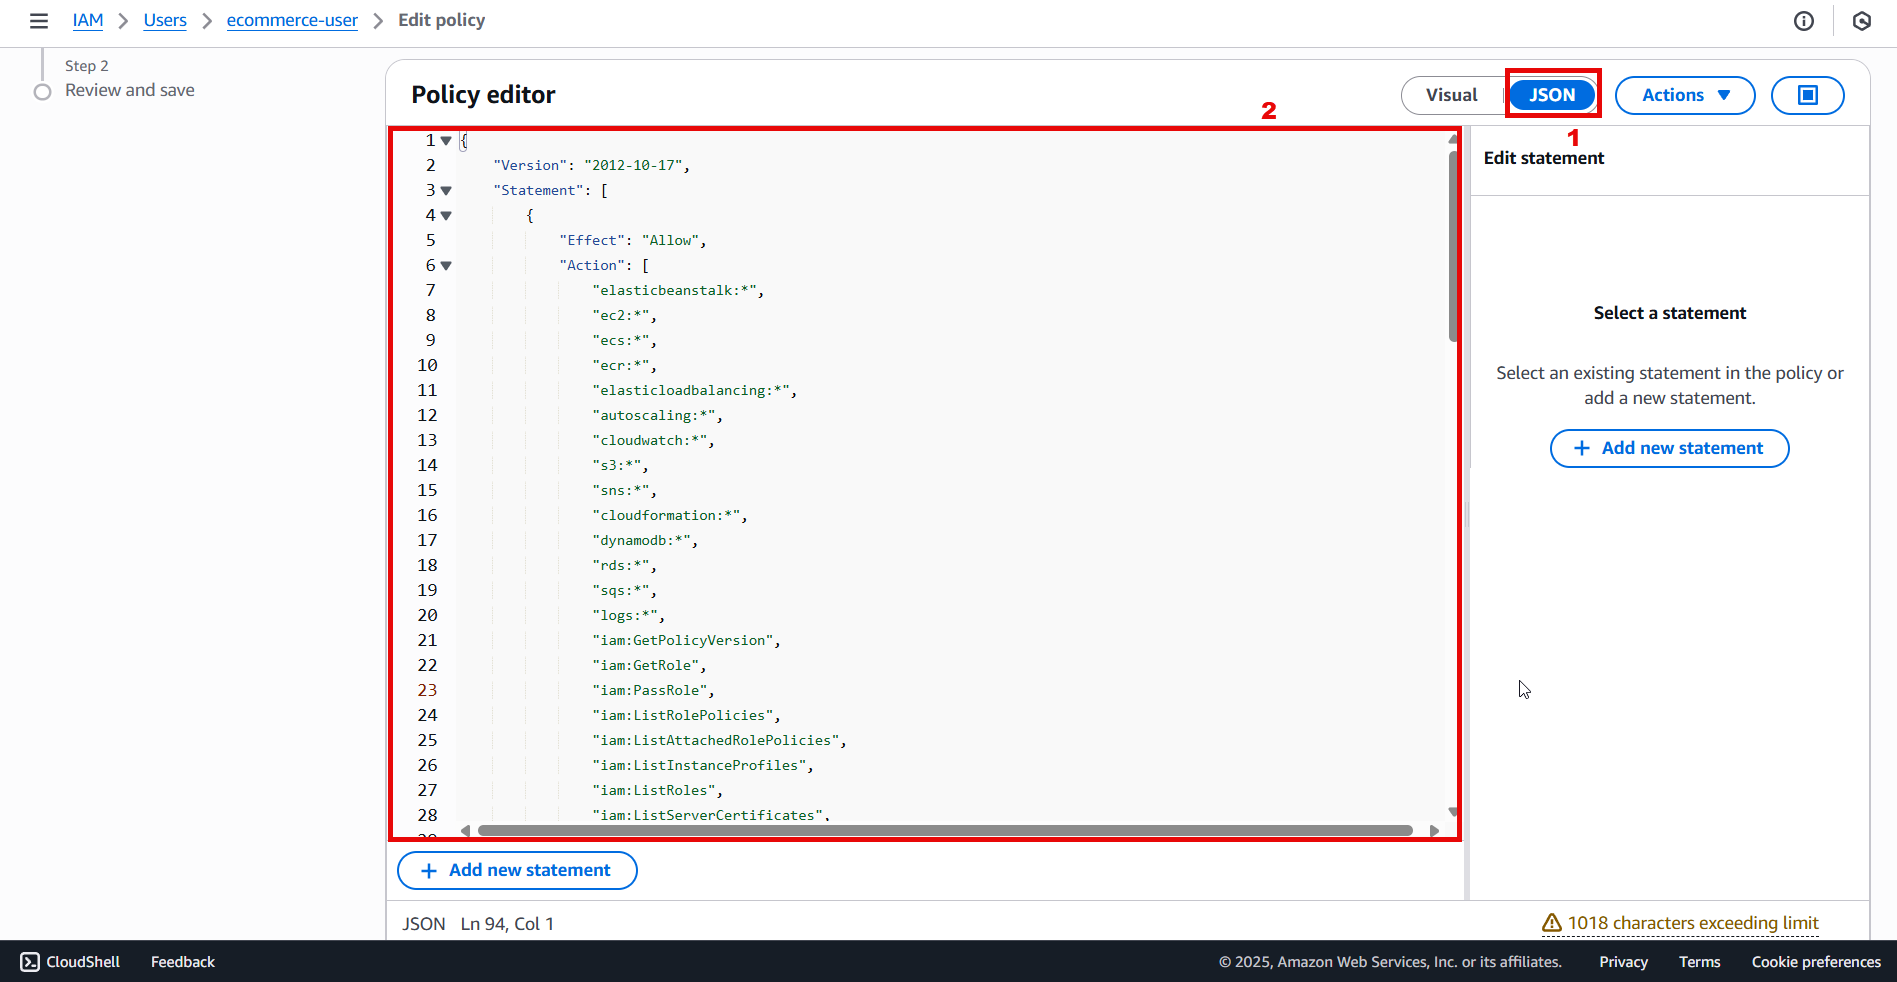 IAM > Users > ecommerce-user > Edit policy
Step 2
Review and save
Policy editor
Visual
JSON
Actions
2
1
1 {
2 "Version": "2012-10-17",
3 "Statement": [
4 {
5 "Effect": "Allow",
6 "Action": [
7 "elasticbeanstalk:*",
8 "ec2:*",
9 "ecs:*",
10 "ecr:*",
11 "elasticloadbalancing:*",
12 "autoscaling:*",
13 "cloudwatch:*",
14 "s3:*",
15 "sns:*",
16 "cloudformation:*",
17 "dynamodb:*",
18 "rds:*",
19 "sqs:*",
20 "logs:*",
21 "iam:GetPolicyVersion",
22 "iam:GetRole",
23 "iam:PassRole",
24 "iam:ListRolePolicies",
25 "iam:ListAttachedRolePolicies",
26 "iam:ListInstanceProfiles",
27 "iam:ListRoles",
28 "iam:ListServerCertificates",
Edit statement
Select a statement
Select an existing statement in the policy or
add a new statement.
+ Add new statement
+ Add new statement
JSON Ln 94, Col 1
1018 characters exceeding limit
CloudShell
Feedback
© 2025, Amazon Web Services, Inc. or its affiliates.
Privacy
Terms
Cookie preferences